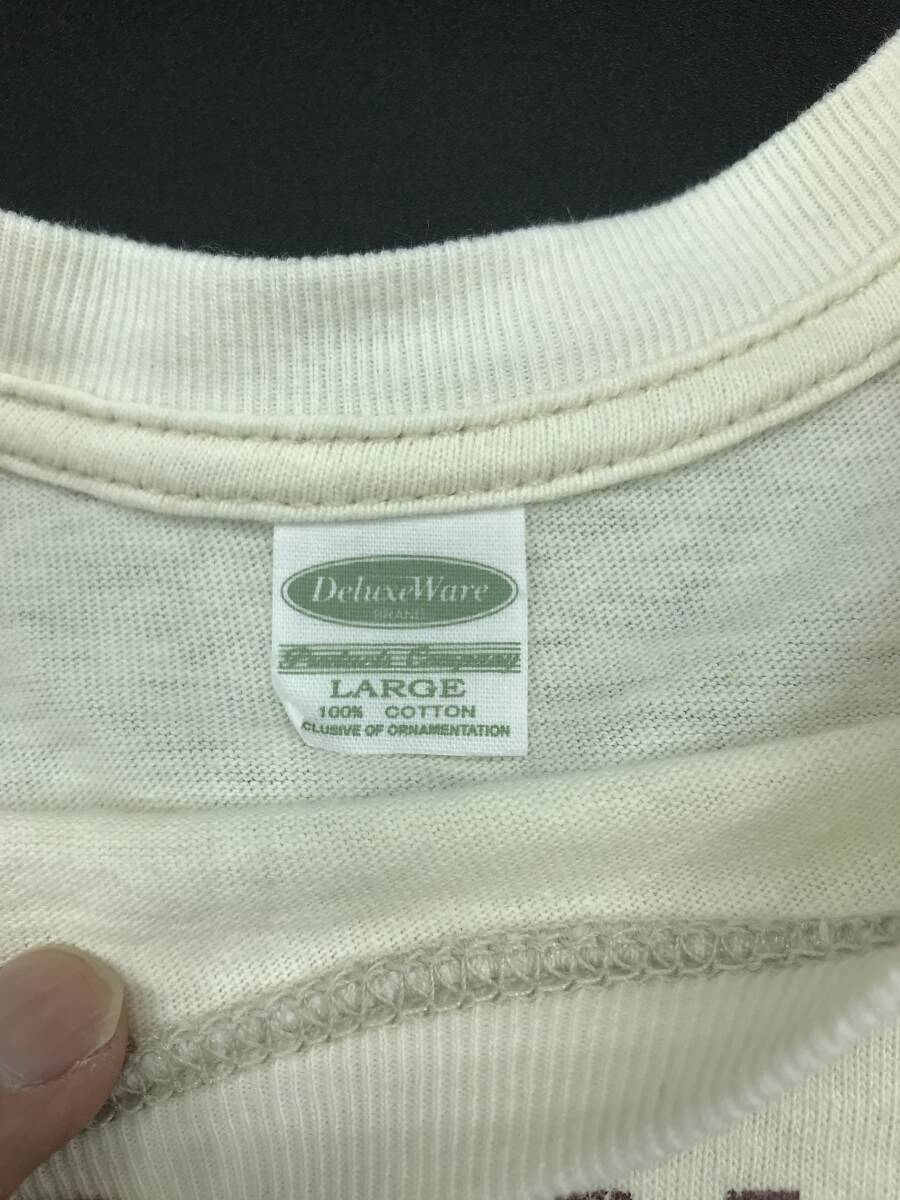 DeluxeWare
BRAND
Products Company
LARGE
100% COTTON
CLUSIVE OF ORNAMENTATION